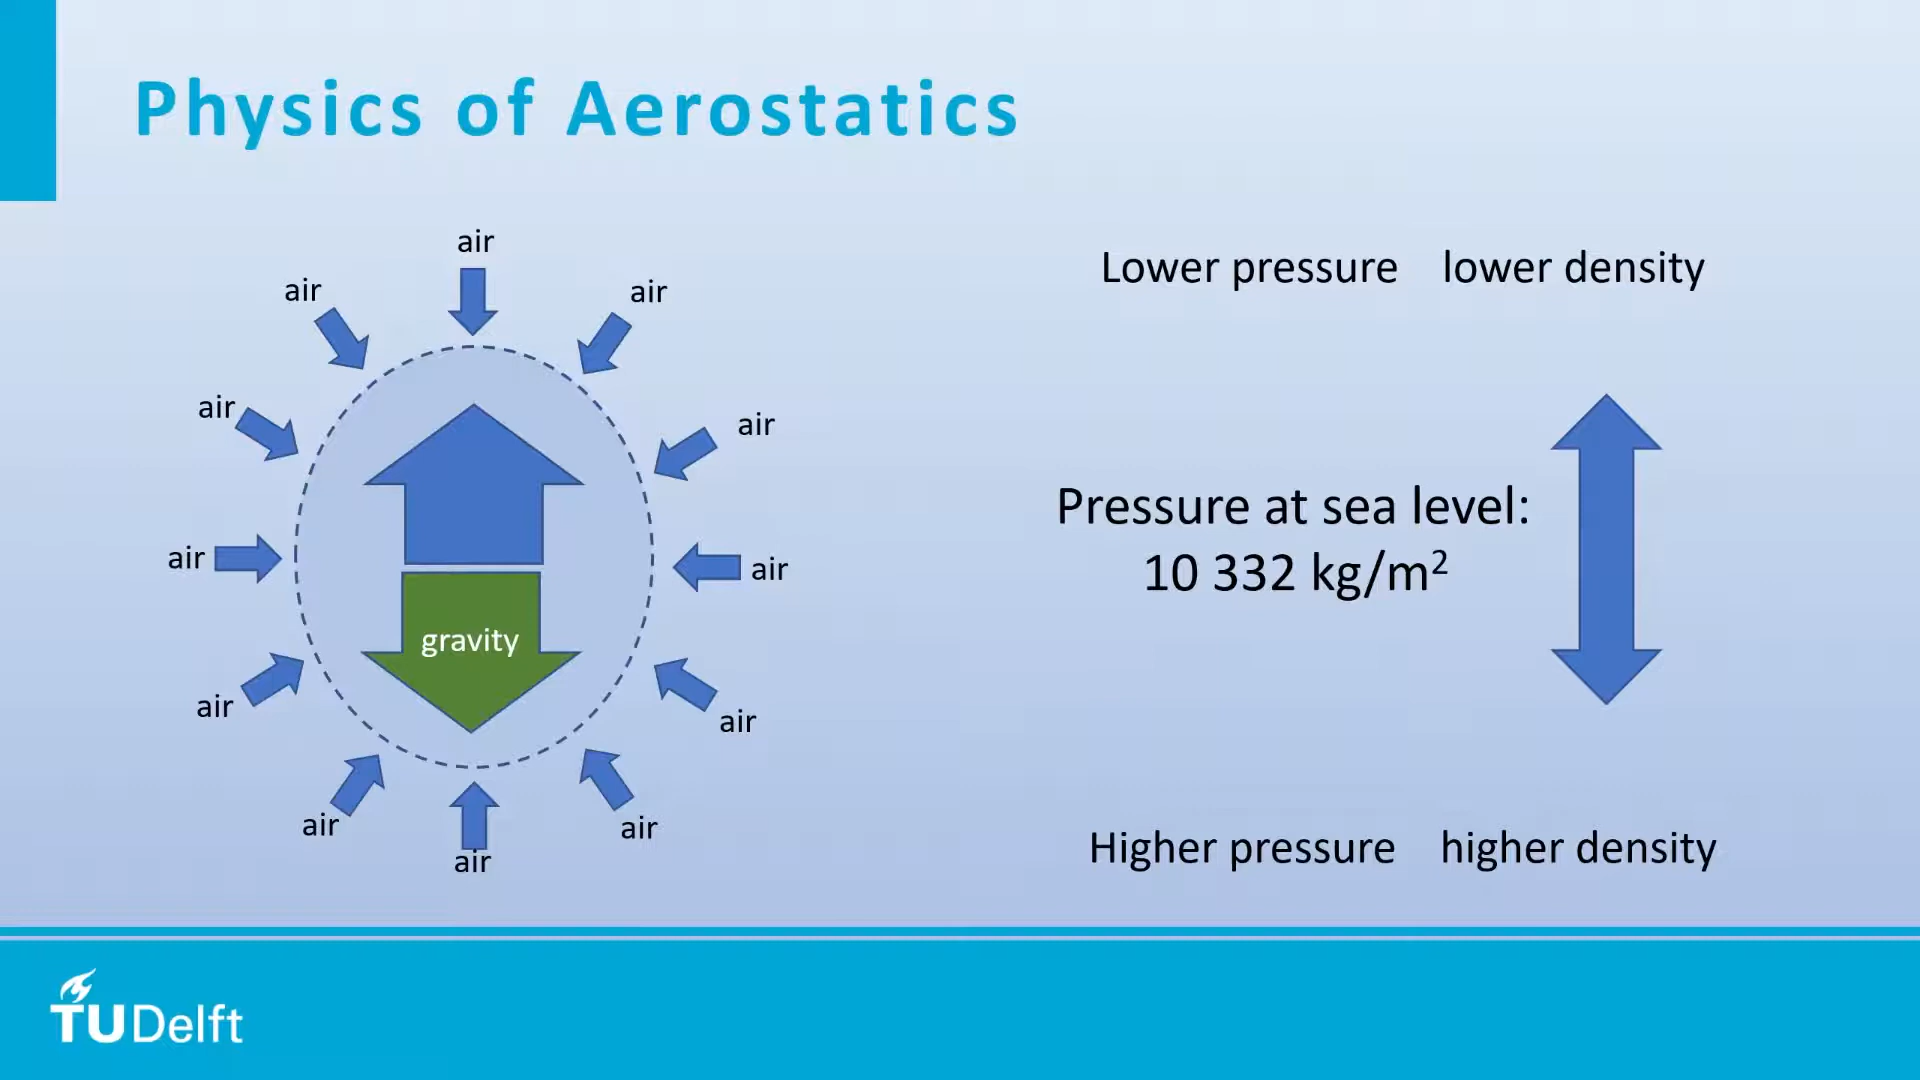 Physics of Aerostatics
air
air
air
air
air
air
air
gravity
air
air
air
air
air
Lower pressure lower density
Pressure at sea level:
10 332 kg/m²
Higher pressure higher density
TUDelft